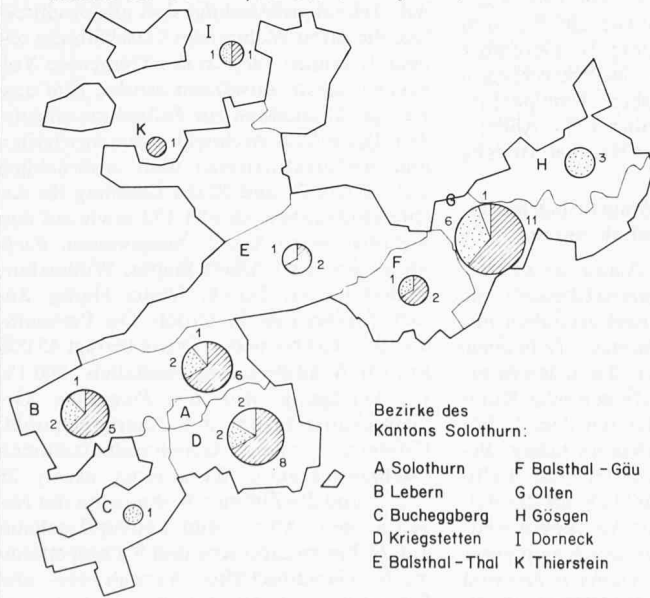 I
1 1
K
1
H
3
G
1
6
11
E
1
2
F
1
2
1
2
6
B
1
2
5
A
D
2
2
8
C
1
Bezirke des
Kantons Solothurn:
A Solothurn
B Lebern
C Bucheggberg
D Kriegstetten
E Balsthal-Thal
F Balsthal-Gäu
G Olten
H Gösgen
I Dorneck
K Thierstein